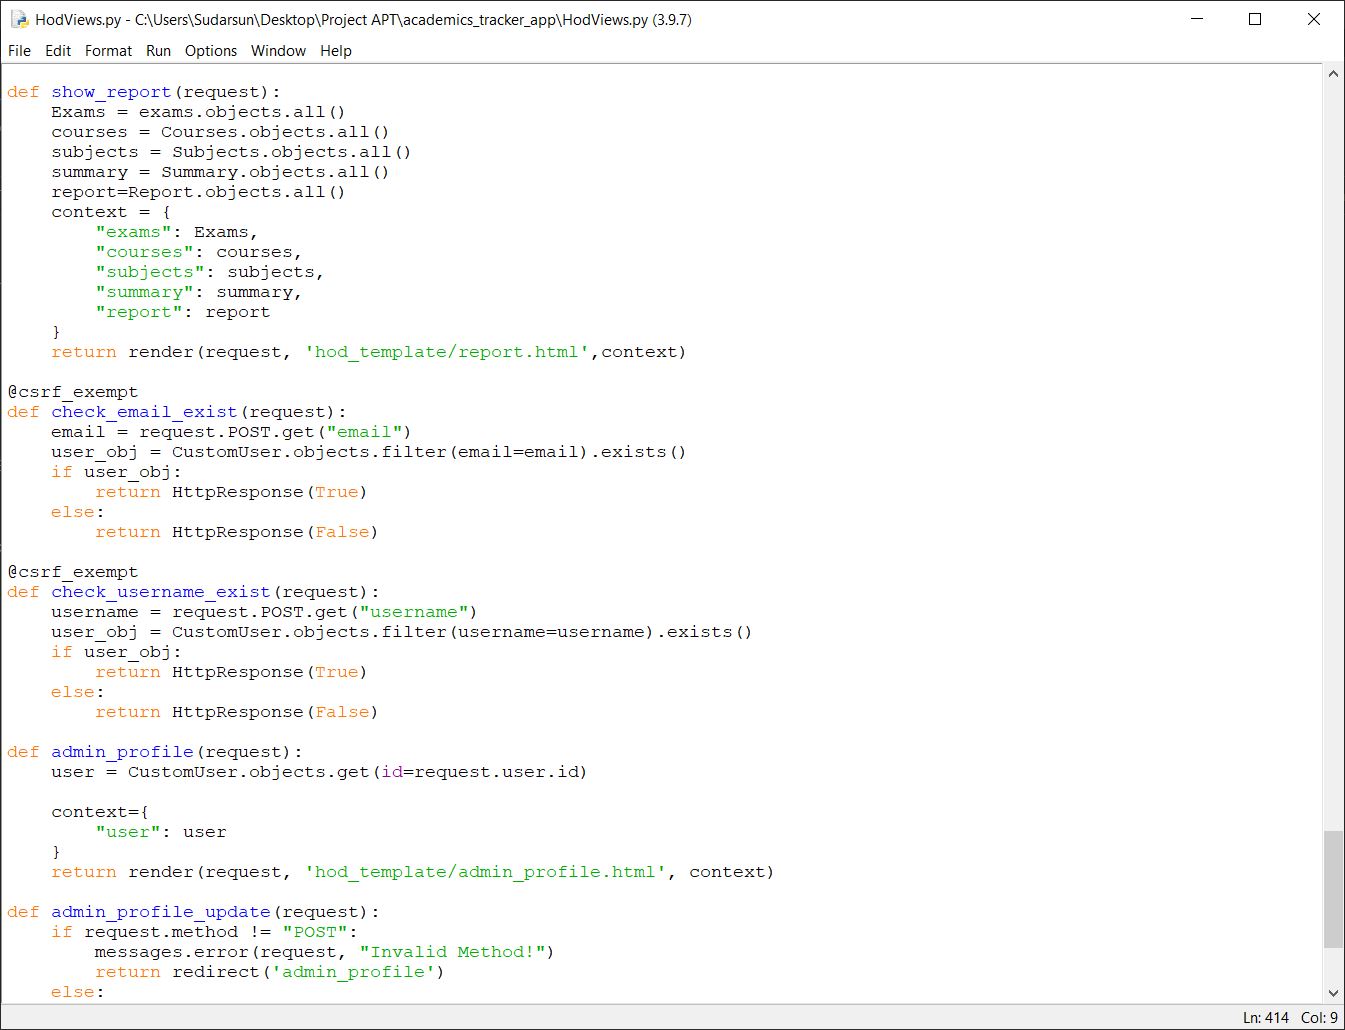 HodViews.py - C:\Users\Sudarsun\Desktop\Project APT\academics_tracker_app\HodViews.py (3.9.7)
File Edit Format Run Options Window Help
def show_report(request):
    Exams = exams.objects.all()
    courses = Courses.objects.all()
    subjects = Subjects.objects.all()
    summary = Summary.objects.all()
    report=Report.objects.all()
    context = {
        "exams": Exams,
        "courses": courses,
        "subjects": subjects,
        "summary": summary,
        "report": report
    }
    return render(request, 'hod_template/report.html',context)
@csrf_exempt
def check_email_exist(request):
    email = request.POST.get("email")
    user_obj = CustomUser.objects.filter(email=email).exists()
    if user_obj:
        return HttpResponse(True)
    else:
        return HttpResponse(False)
@csrf_exempt
def check_username_exist(request):
    username = request.POST.get("username")
    user_obj = CustomUser.objects.filter(username=username).exists()
    if user_obj:
        return HttpResponse(True)
    else:
        return HttpResponse(False)
def admin_profile(request):
    user = CustomUser.objects.get(id=request.user.id)
    context={
        "user": user
    }
    return render(request, 'hod_template/admin_profile.html', context)
def admin_profile_update(request):
    if request.method != "POST":
        messages.error(request, "Invalid Method!")
        return redirect('admin_profile')
    else:
Ln: 414 Col: 9